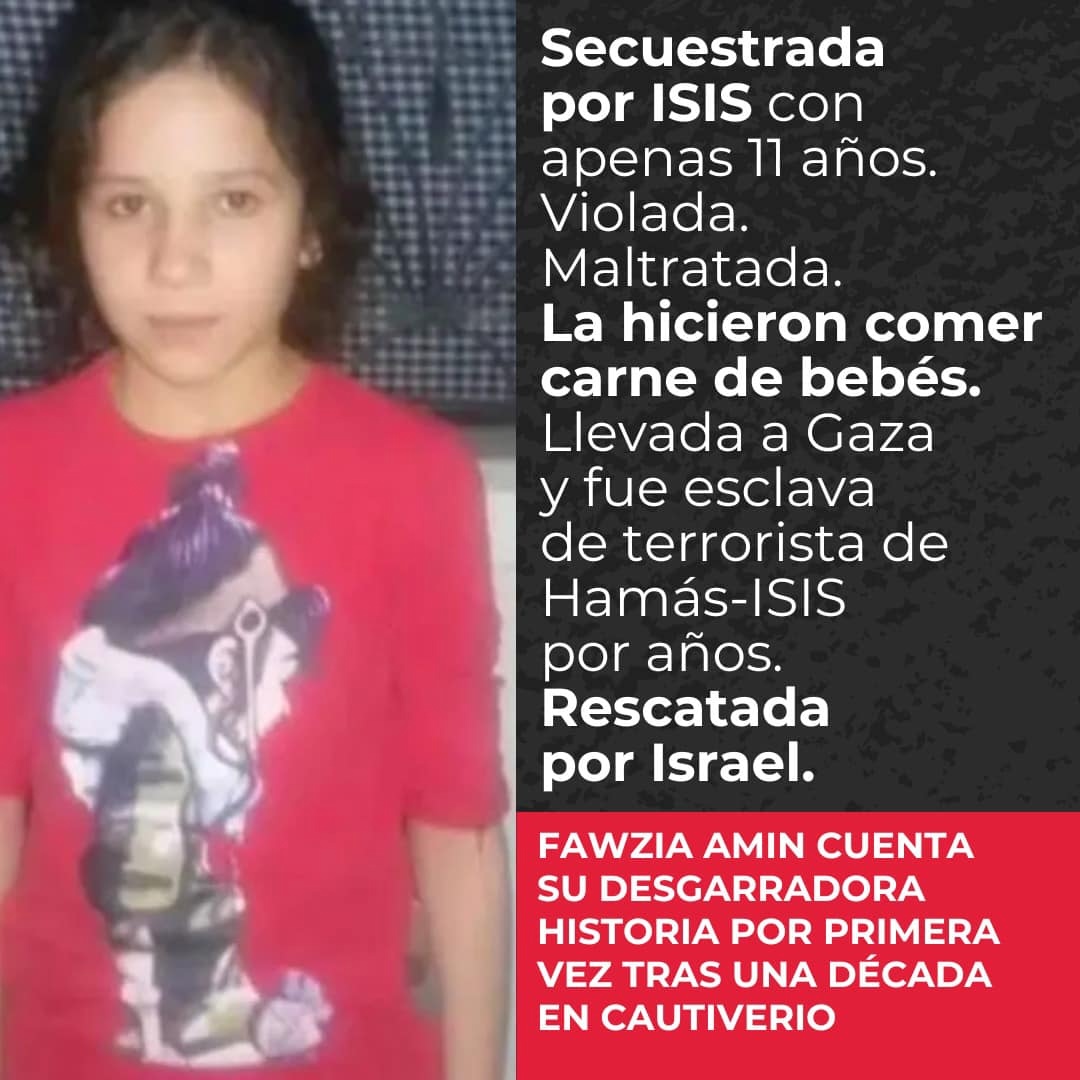 Secuestrada
por ISIS con
apenas 11 años.
Violada.
Maltratada.
La hicieron comer
carne de bebés.
Llevada a Gaza
y fue esclava
de terrorista de
Hamás-ISIS
por años.
Rescatada
por Israel.
FAWZIA AMIN CUENTA
SU DESGARRADORA
HISTORIA POR PRIMERA
VEZ TRAS UNA DÉCADA
EN CAUTIVERIO